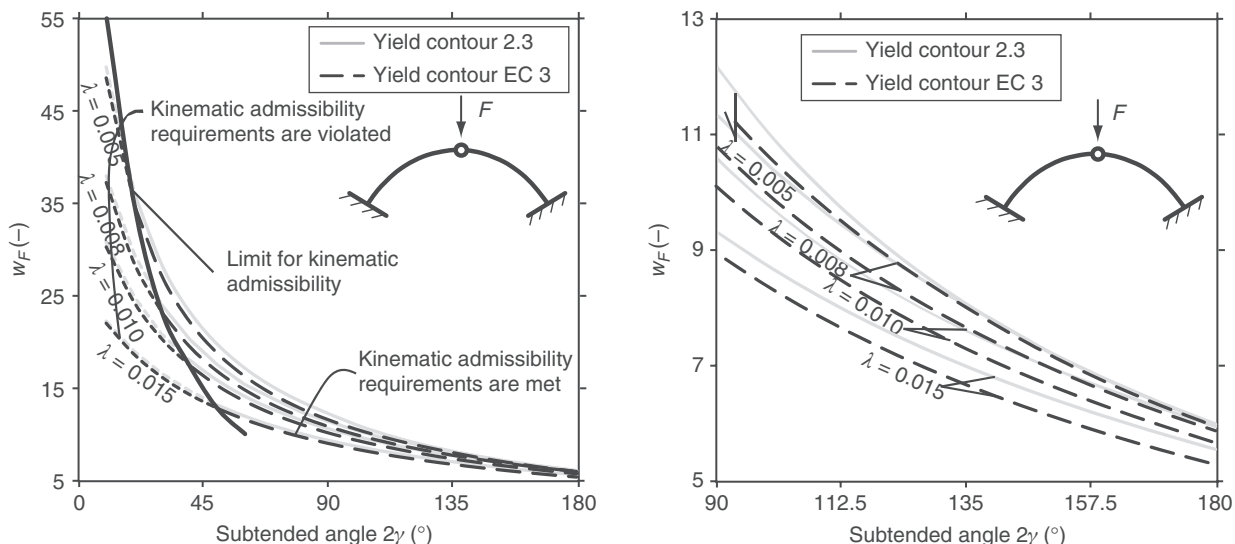 55
45
35
25
15
5
w_F (–)
Yield contour 2.3
Yield contour EC 3
λ = 0.005
Kinematic admissibility
requirements are violated
F
λ = 0.008
Limit for kinematic
admissibility
λ = 0.010
λ = 0.015
Kinematic admissibility
requirements are met
0
45
90
135
180
Subtended angle 2γ (°)
13
11
9
7
5
w_F (–)
Yield contour 2.3
Yield contour EC 3
F
λ = 0.005
λ = 0.008
λ = 0.010
λ = 0.015
90
112.5
135
157.5
180
Subtended angle 2γ (°)